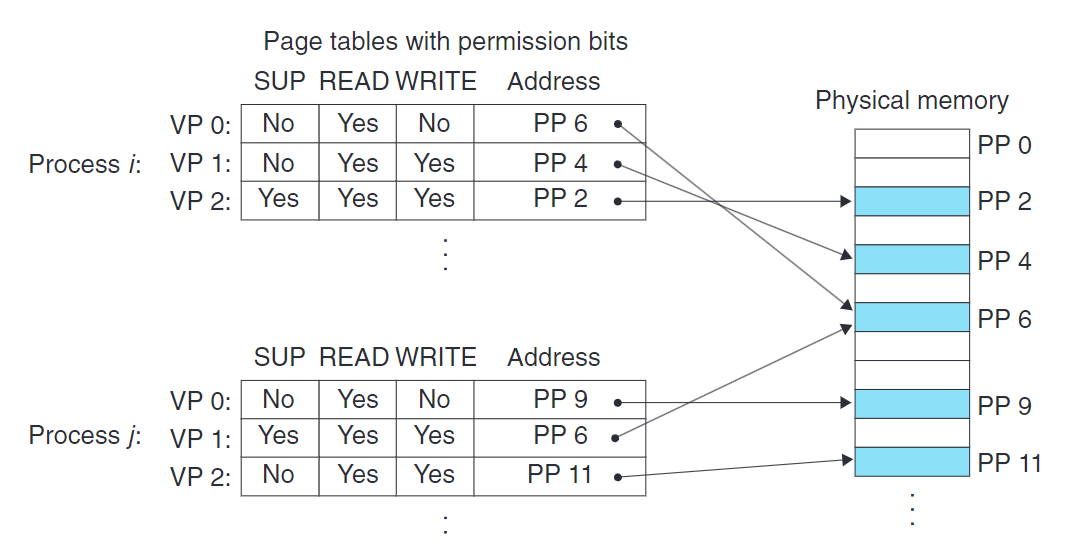 Page tables with permission bits
SUP READ WRITE Address
Process i:
VP 0: No Yes No PP 6
VP 1: No Yes Yes PP 4
VP 2: Yes Yes Yes PP 2
SUP READ WRITE Address
Process j:
VP 0: No Yes No PP 9
VP 1: Yes Yes Yes PP 6
VP 2: No Yes Yes PP 11
Physical memory
PP 0
PP 2
PP 4
PP 6
PP 9
PP 11